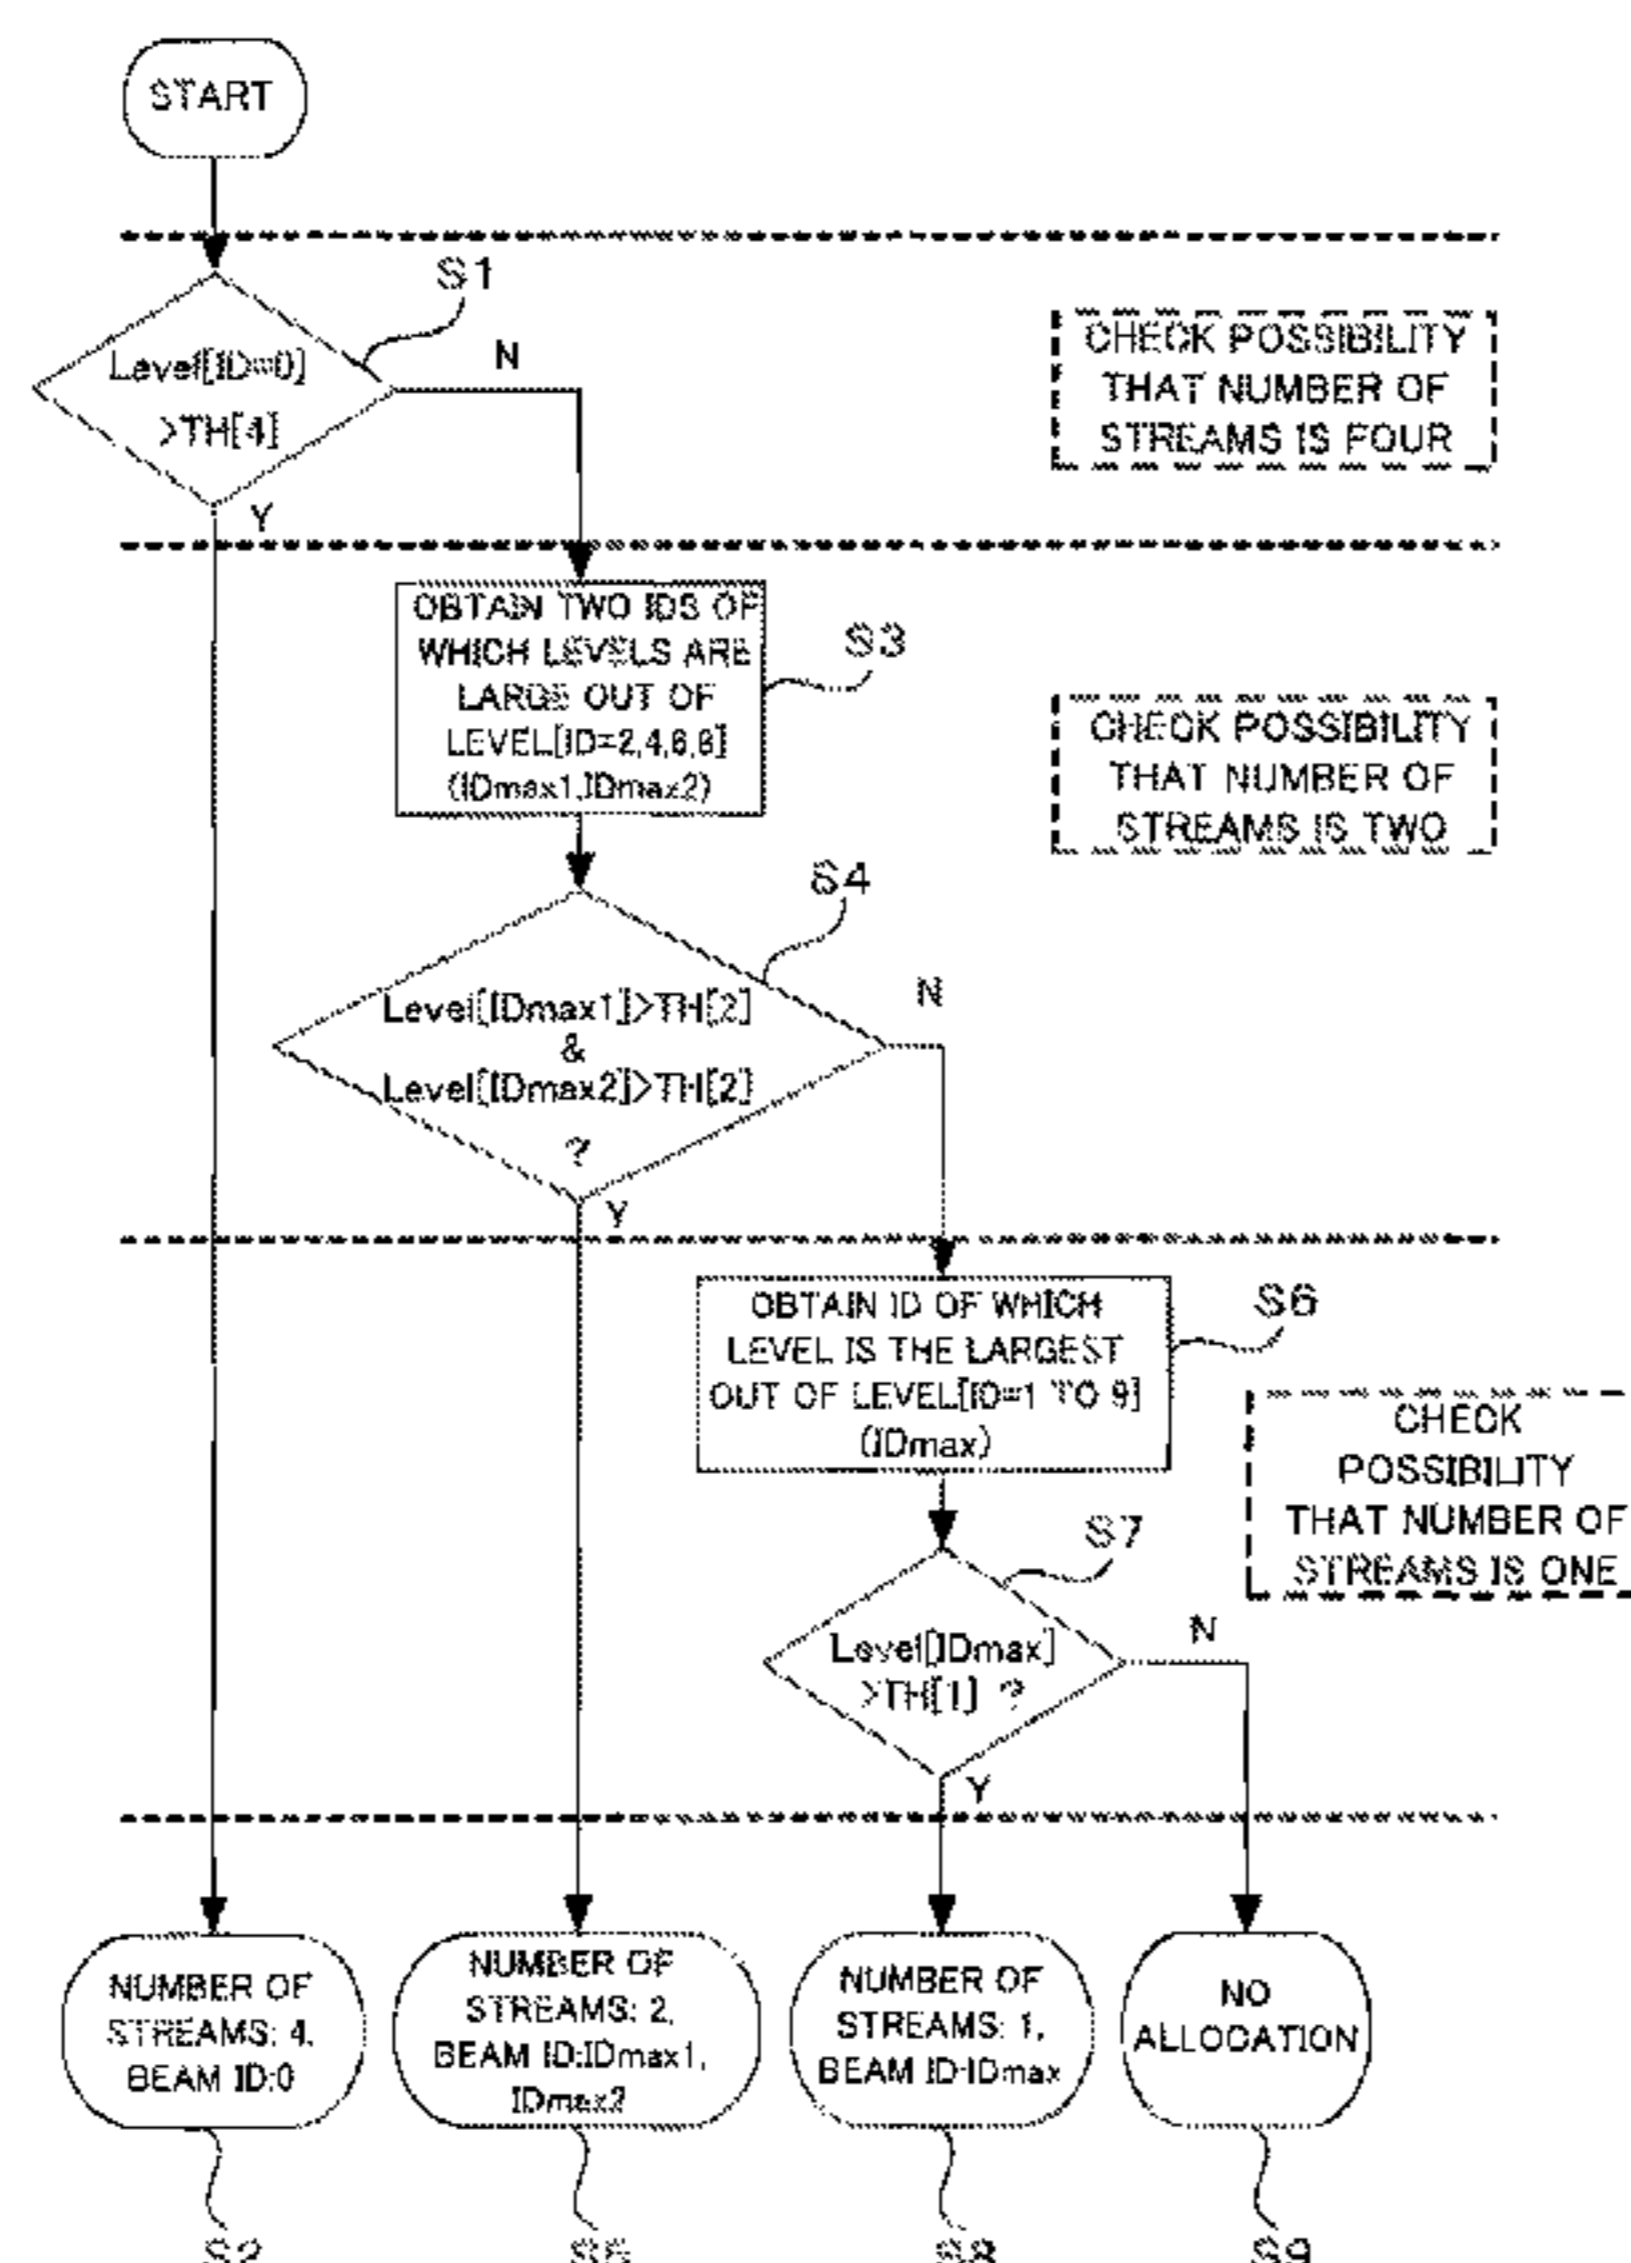 START
S1
Level[ID=0]
>TH[4]
N
Y
CHECK POSSIBILITY
THAT NUMBER OF
STREAMS IS FOUR
OBTAIN TWO IDS OF
WHICH LEVELS ARE
LARGE OUT OF
LEVEL[ID=2,4,6,8]
(IDmax1,IDmax2)
S3
CHECK POSSIBILITY
THAT NUMBER OF
STREAMS IS TWO
S4
Level[IDmax1]>TH[2]
&
Level[IDmax2]>TH[2]
?
N
Y
OBTAIN ID OF WHICH
LEVEL IS THE LARGEST
OUT OF LEVEL[ID=1 TO 9]
(IDmax)
S6
CHECK
POSSIBILITY
THAT NUMBER OF
STREAMS IS ONE
S7
Level[IDmax]
>TH[1] ?
N
Y
NUMBER OF
STREAMS: 4,
BEAM ID:0
NUMBER OF
STREAMS: 2,
BEAM ID:IDmax1,
IDmax2
NUMBER OF
STREAMS: 1,
BEAM ID:IDmax
NO
ALLOCATION
S2
S5
S8
S9